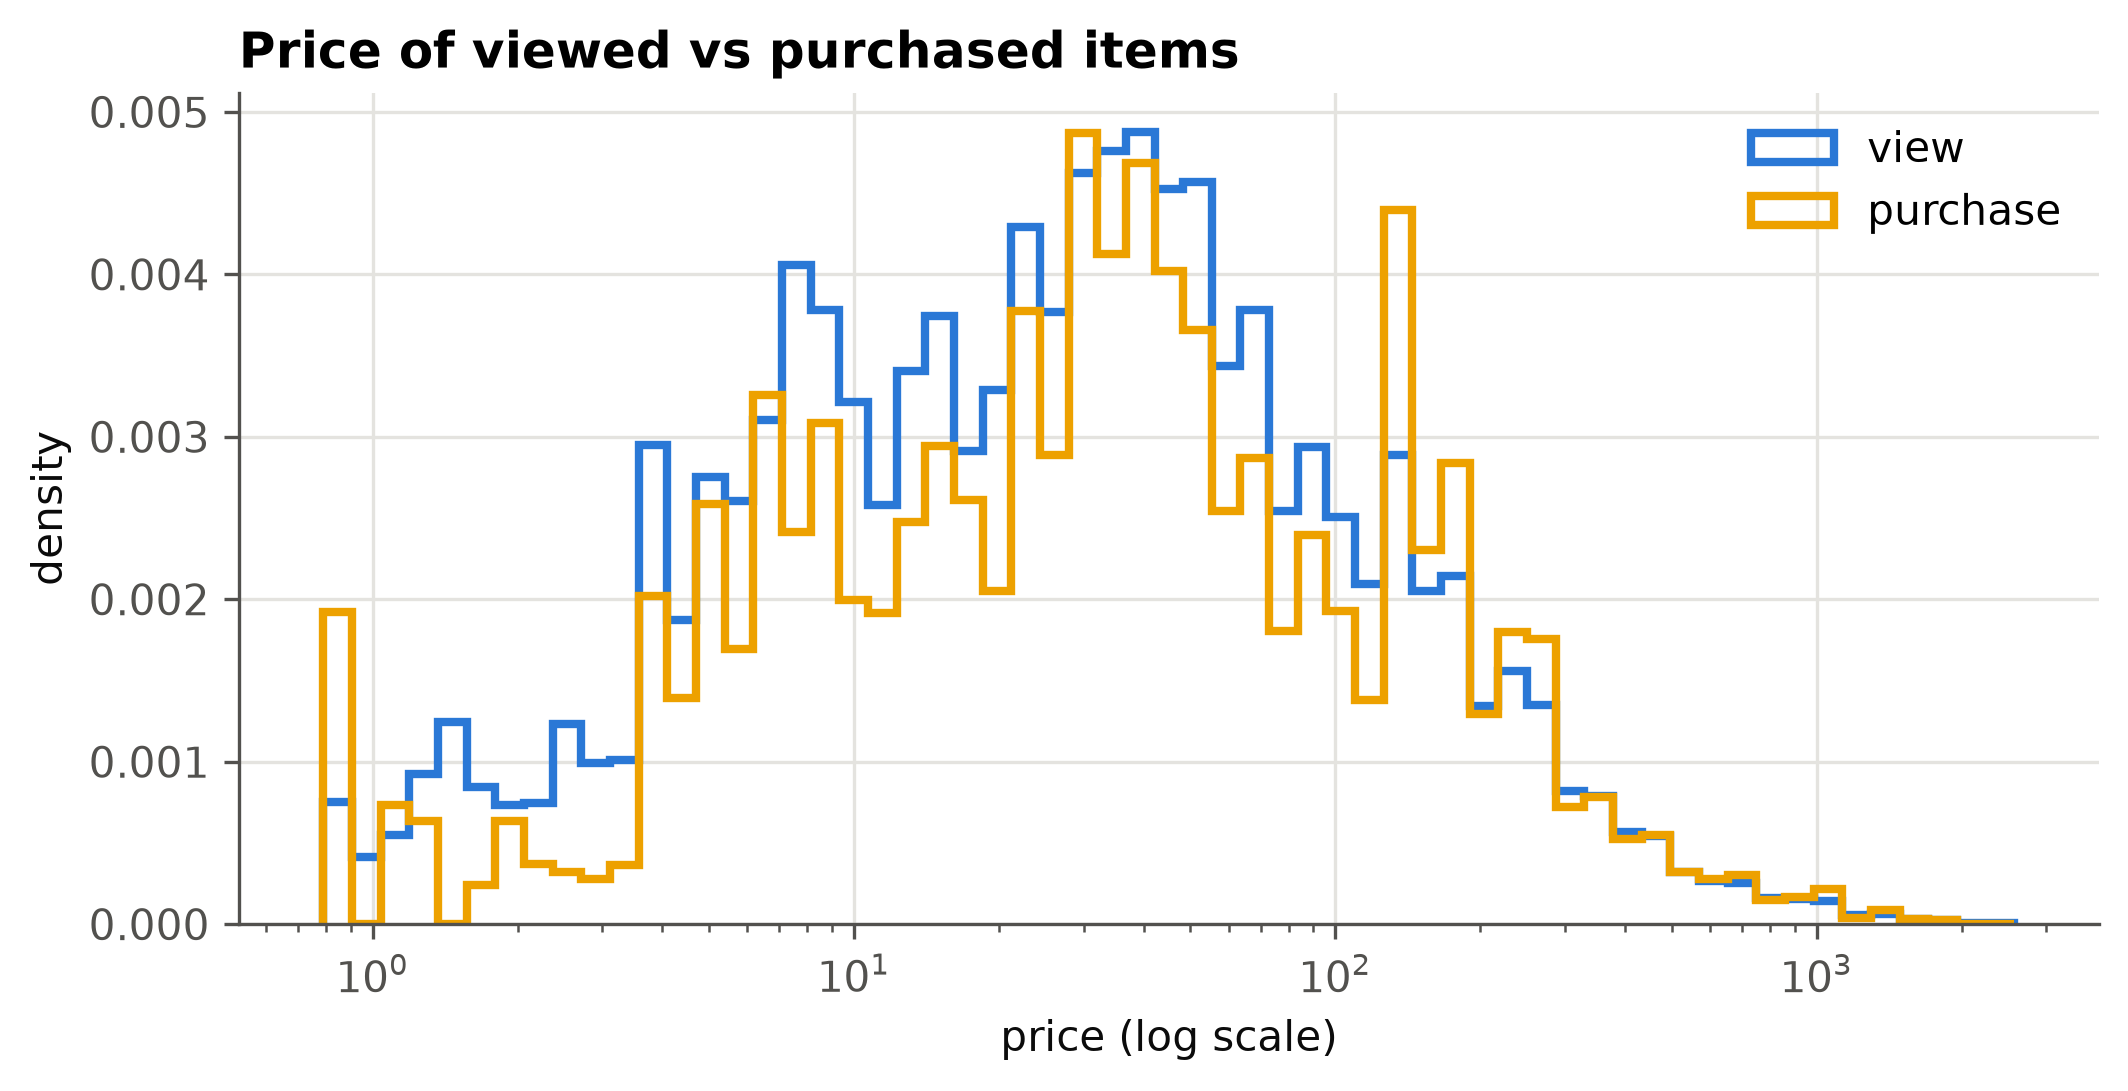 Price of viewed vs purchased items
0.005
0.004
0.003
0.002
0.001
0.000
density
view
purchase
10⁰ 10¹ 10² 10³
price (log scale)